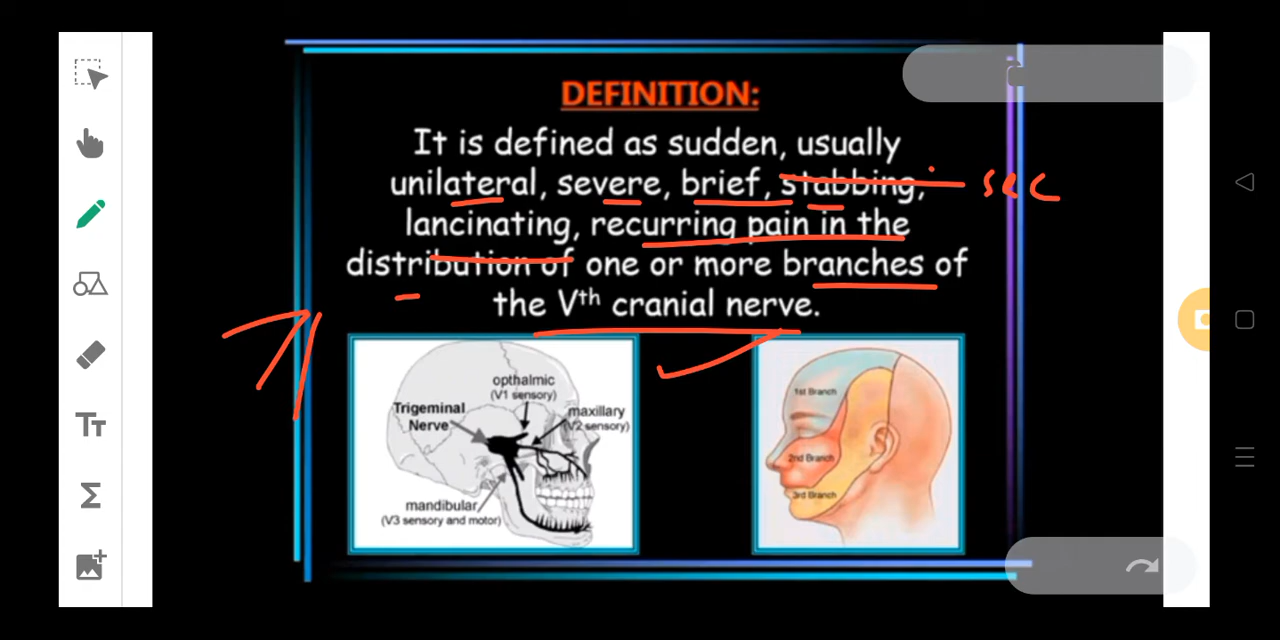 DEFINITION:
It is defined as sudden, usually
unilateral, severe, brief, stabbing,
sec
lancinating, recurring pain in the
distribution of one or more branches of
the Vth cranial nerve.
opthalmic
(V1 sensory)
Trigeminal
Nerve
maxillary
(V2 sensory)
mandibular
(V3 sensory and motor)
1st Branch
2nd Branch
3rd Branch
Tт
Σ